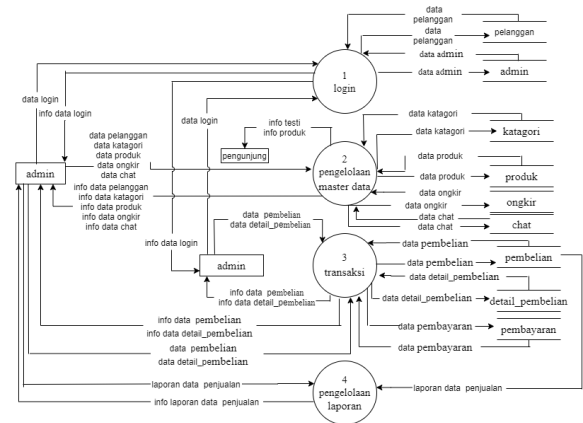 data
pelanggan
data
pelanggan
pelanggan
data admin
data admin
admin
1
login
data login
info data login
data login
data pelanggan
data katagori
data produk
data ongkir
data chat
admin
info data pelanggan
info data katagori
info data produk
info data ongkir
info data chat
info testi
info produk
pengunjung
2
pengelolaan
master data
data katagori
data katagori
katagori
data produk
data produk
produk
data ongkir
data ongkir
ongkir
data chat
data chat
chat
info data login
data pembelian
data detail_pembelian
admin
info data pembelian
info data detail_pembelian
3
transaksi
data pembelian
data pembelian
pembelian
data detail_pembelian
data detail_pembelian
detail_pembelian
data pembayaran
pembayaran
data pembayaran
info data pembelian
info data detail_pembelian
data pembelian
data detail_pembelian
laporan data penjualan
info laporan data penjualan
4
pengelolaan
laporan
laporan data penjualan